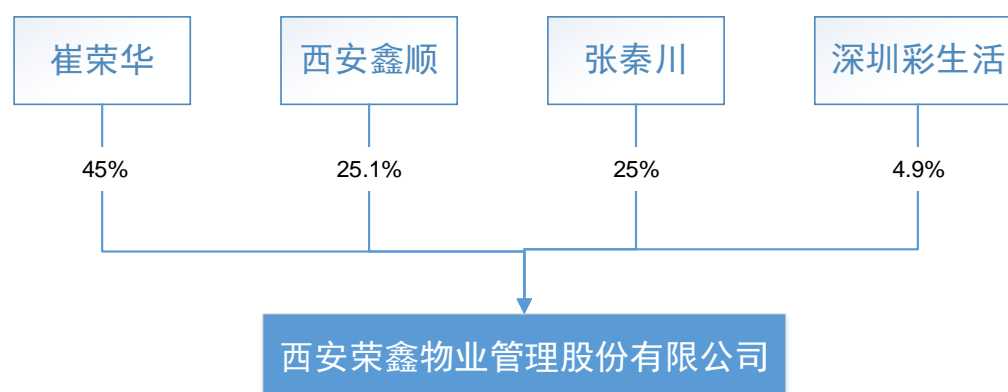 崔荣华
西安鑫顺
张秦川
深圳彩生活
45%
25.1%
25%
4.9%
西安荣鑫物业管理股份有限公司